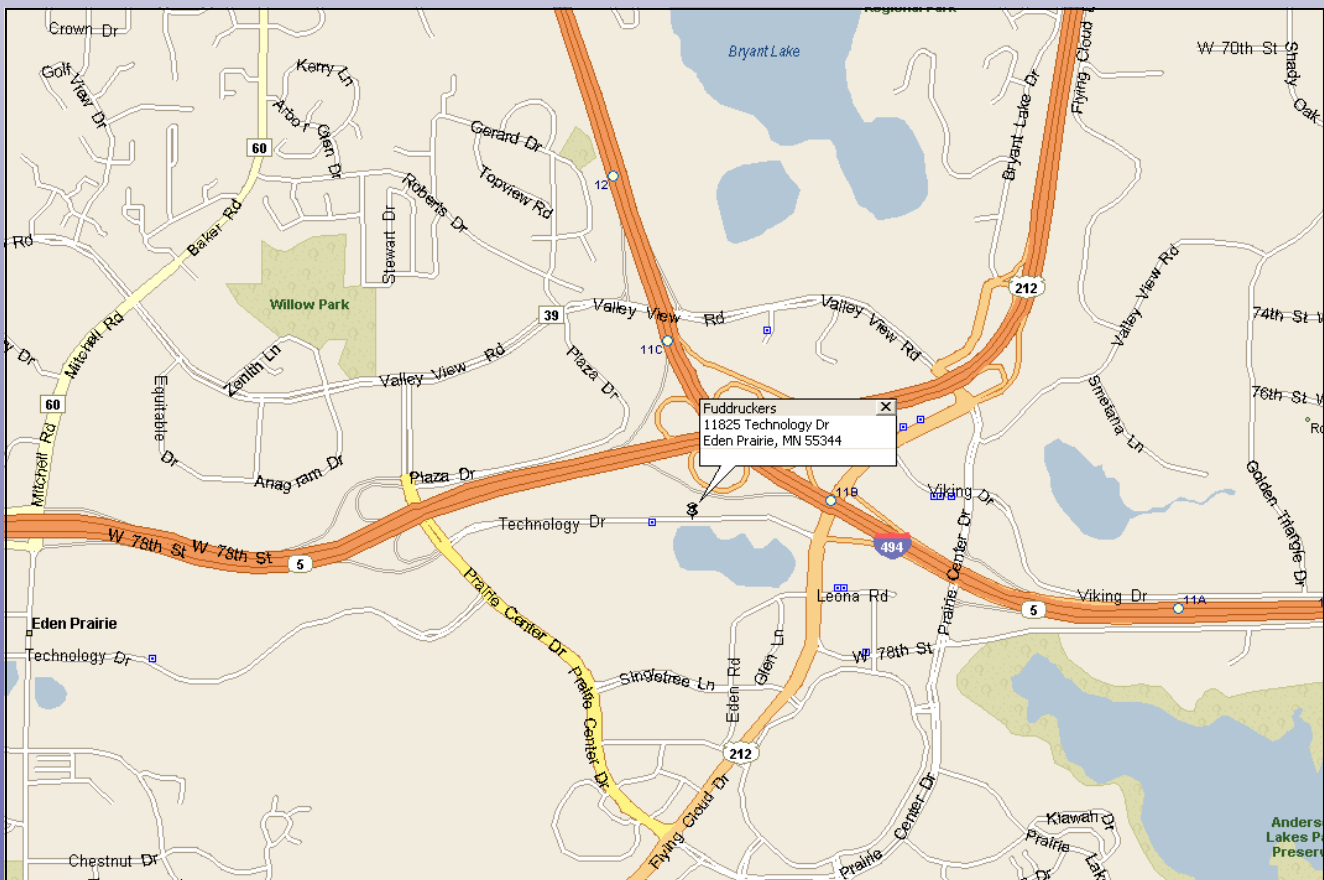 Regional Park
Crown Dr
Bryant Lake
W 70th St
Shady
Oak
Golf View Dr
Kerry Ln
Arbor Glen Dr
60
Gerard Dr
Topview Rd
12
Bryant Lake Dr
Flying Cloud
Roberts Dr
Stewart Dr
Baker Rd
Rd
Willow Park
39
Valley View Rd
Valley View Rd
212
Valley View Rd
74th St W
Mitchell Rd
11C
y Dr
Zenith Ln
Valley View Rd
Plaza Dr
Equitable Dr
60
Fuddruckers
11825 Technology Dr
Eden Prairie, MN 55344
Smetana Ln
76th St W
Ro
Mitchell Rd
Anagram Dr
Plaza Dr
11B
Viking Dr
Golden Triangle Dr
Technology Dr
W 78th St
W 78th St
5
494
Prairie Center Dr
Prairie Center Dr
Leona Rd
Viking Dr
11A
5
Eden Prairie
Technology Dr
W 78th St
Singletree Ln
Eden Rd
Glen Ln
Prairie Center Dr
212
Flying Cloud Dr
Prairie Center Dr
Kiawah Dr
Prairie
Lak
Dr
Anders
Lakes Pa
Preserv
Chestnut Dr